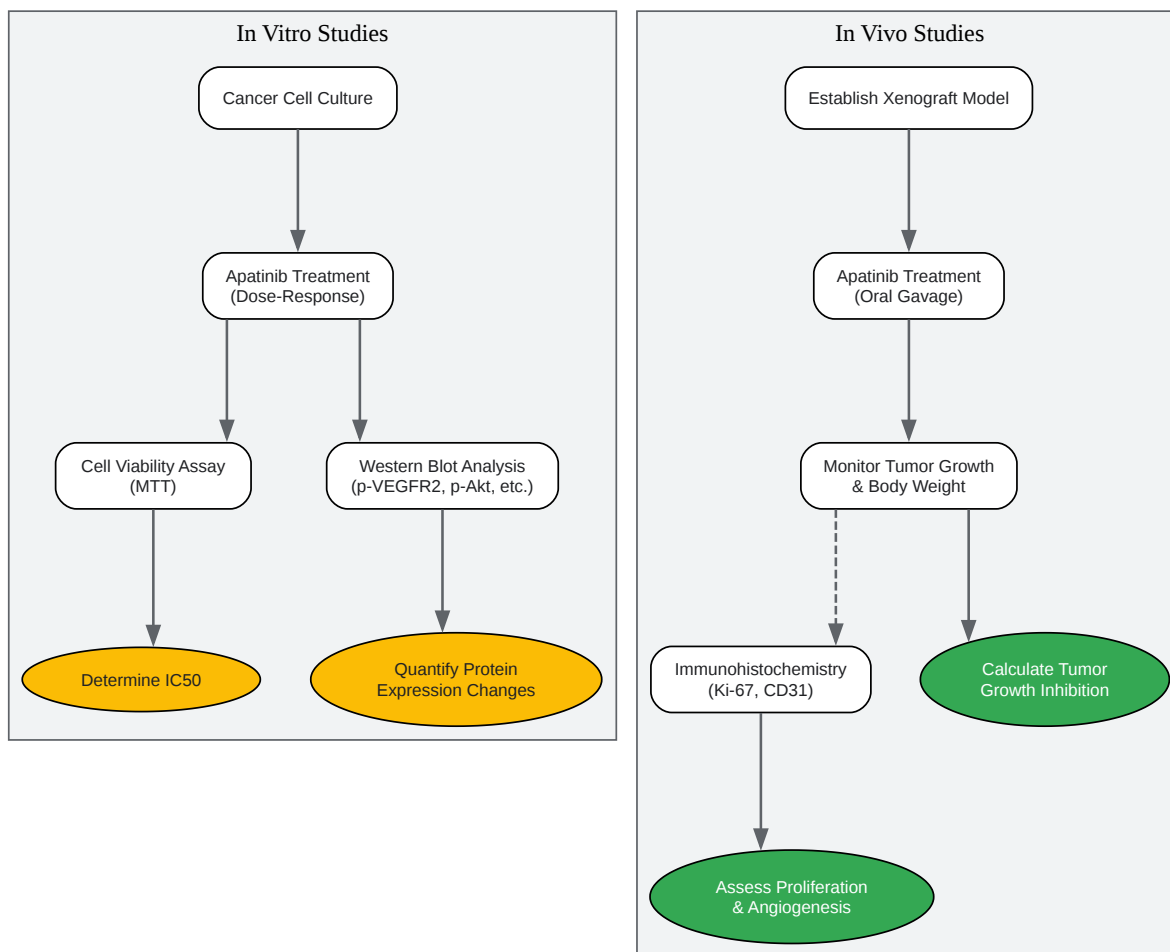 In Vitro Studies
Cancer Cell Culture
Apatinib Treatment
(Dose-Response)
Cell Viability Assay
(MTT)
Western Blot Analysis
(p-VEGFR2, p-Akt, etc.)
Determine IC50
Quantify Protein
Expression Changes
In Vivo Studies
Establish Xenograft Model
Apatinib Treatment
(Oral Gavage)
Monitor Tumor Growth
& Body Weight
Immunohistochemistry
(Ki-67, CD31)
Calculate Tumor
Growth Inhibition
Assess Proliferation
& Angiogenesis